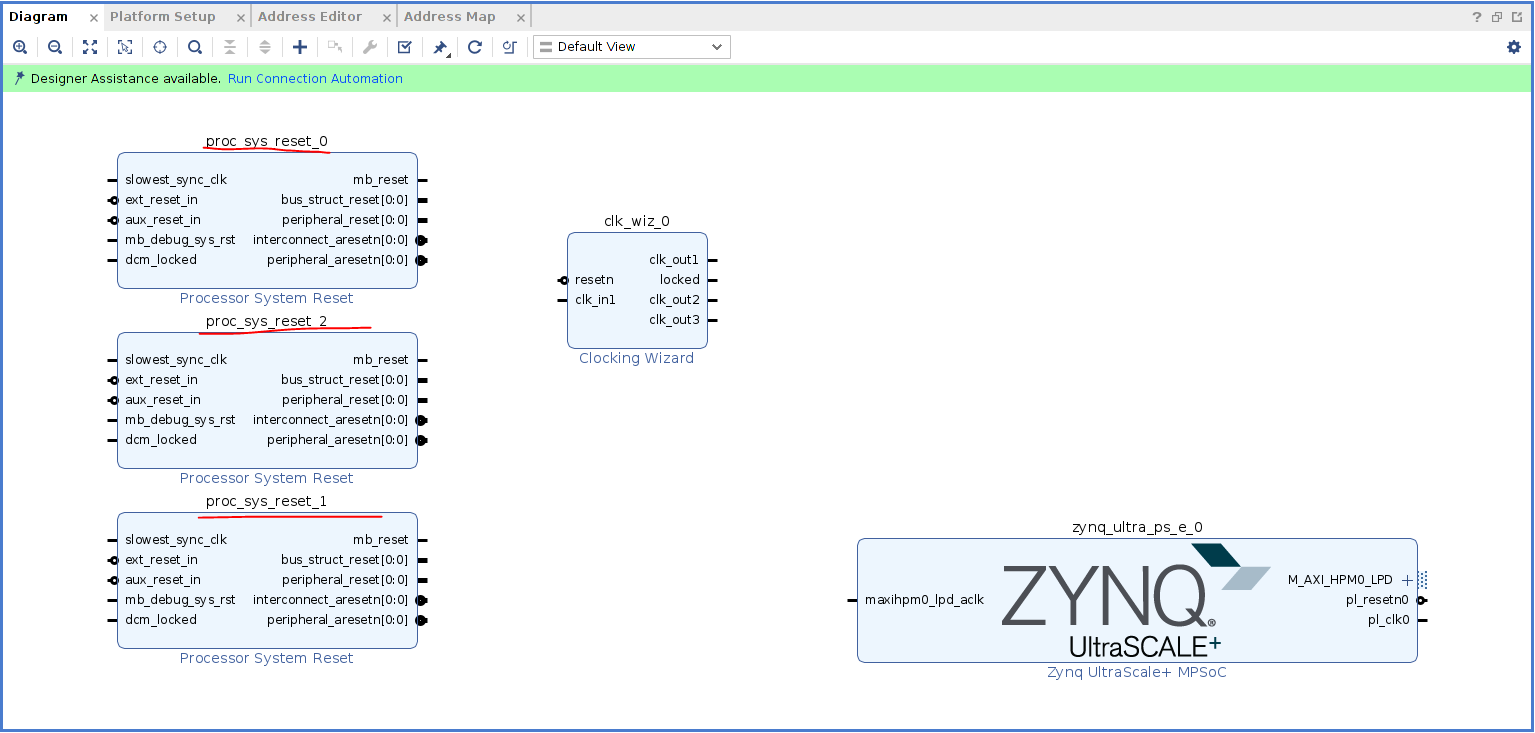 Diagram × Platform Setup × Address Editor × Address Map × ?
Default View
Designer Assistance available. Run Connection Automation
proc_sys_reset_0
slowest_sync_clk mb_reset
ext_reset_in bus_struct_reset[0:0]
aux_reset_in peripheral_reset[0:0]
mb_debug_sys_rst interconnect_aresetn[0:0]
dcm_locked peripheral_aresetn[0:0]
Processor System Reset
proc_sys_reset_2
slowest_sync_clk mb_reset
ext_reset_in bus_struct_reset[0:0]
aux_reset_in peripheral_reset[0:0]
mb_debug_sys_rst interconnect_aresetn[0:0]
dcm_locked peripheral_aresetn[0:0]
Processor System Reset
proc_sys_reset_1
slowest_sync_clk mb_reset
ext_reset_in bus_struct_reset[0:0]
aux_reset_in peripheral_reset[0:0]
mb_debug_sys_rst interconnect_aresetn[0:0]
dcm_locked peripheral_aresetn[0:0]
Processor System Reset
clk_wiz_0
clk_out1
resetn locked
clk_in1 clk_out2
clk_out3
Clocking Wizard
zynq_ultra_ps_e_0
M_AXI_HPM0_LPD
maxihpm0_lpd_aclk pl_resetn0
pl_clk0
ZYNQ®
UltraSCALE+
Zynq UltraScale+ MPSoC